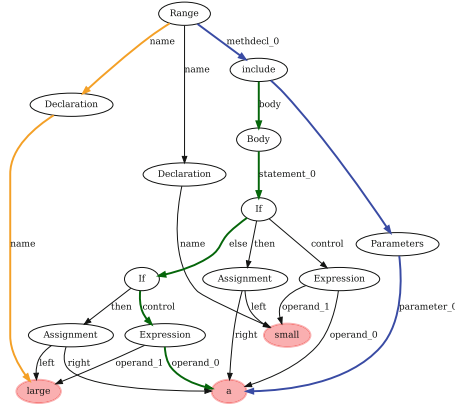 Range
name
methdecl_0
name
include
Declaration
body
Body
Declaration
statement_0
If
name
else
then
control
name
Parameters
If
Assignment
Expression
then
control
left
operand_1
parameter_0
Assignment
Expression
small
right
operand_0
left
right
operand_1
operand_0
large
a